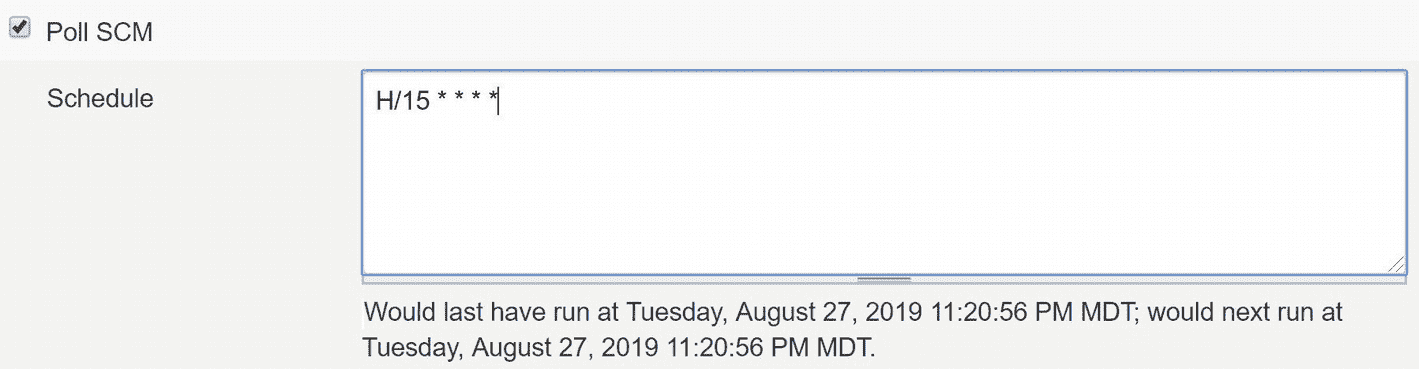 Poll SCM
Schedule
H/15 * * * *
Would last have run at Tuesday, August 27, 2019 11:20:56 PM MDT; would next run at
Tuesday, August 27, 2019 11:20:56 PM MDT.